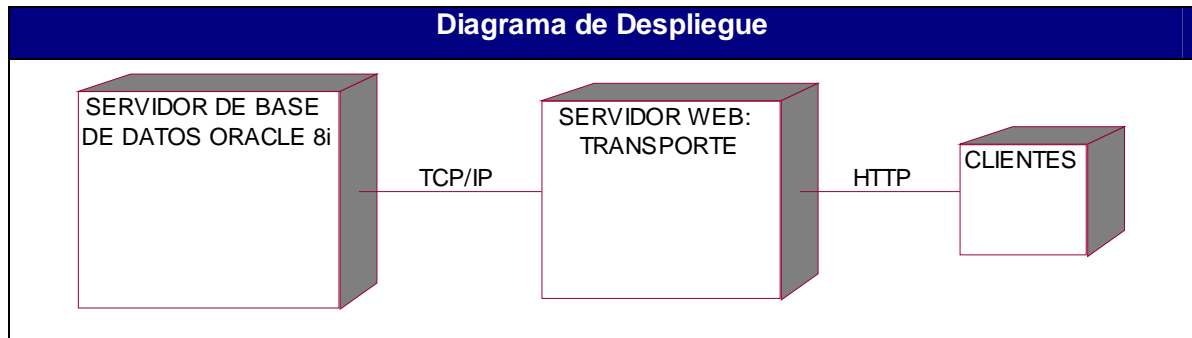 Diagrama de Despliegue
SERVIDOR DE BASE
DE DATOS ORACLE 8i
TCP/IP
SERVIDOR WEB:
TRANSPORTE
HTTP
CLIENTES